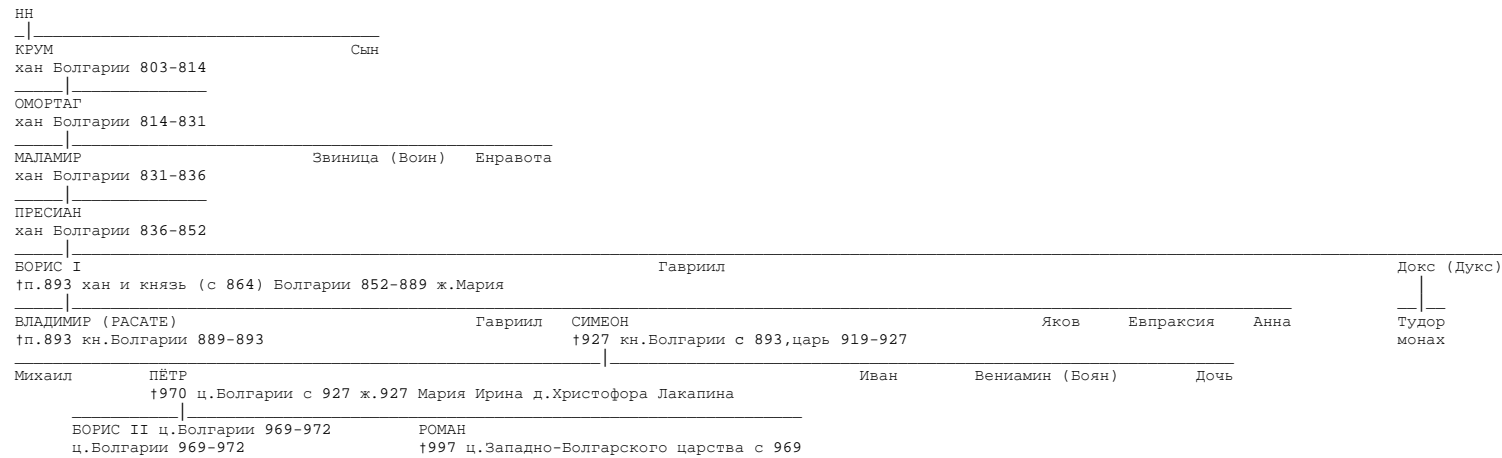 НН
КРУМ Сын
хан Болгарии 803-814
ОМОРТАГ
хан Болгарии 814-831
МАЛАМИР Звиница (Воин) Енравота
хан Болгарии 831-836
ПРЕСИАН
хан Болгарии 836-852
БОРИС I Гавриил Докс (Дукс)
†п.893 хан и князь (с 864) Болгарии 852-889 ж.Мария
ВЛАДИМИР (РАСАТЕ) Гавриил СИМЕОН Яков Евпраксия Анна Тудор
†п.893 кн.Болгарии 889-893 †927 кн.Болгарии с 893,царь 919-927 монах
Михаил ПЁТР Иван Вениамин (Боян) Дочь
†970 ц.Болгарии с 927 ж.927 Мария Ирина д.Христофора Лакапина
БОРИС II ц.Болгарии 969-972 РОМАН
ц.Болгарии 969-972 †997 ц.Западно-Болгарского царства с 969